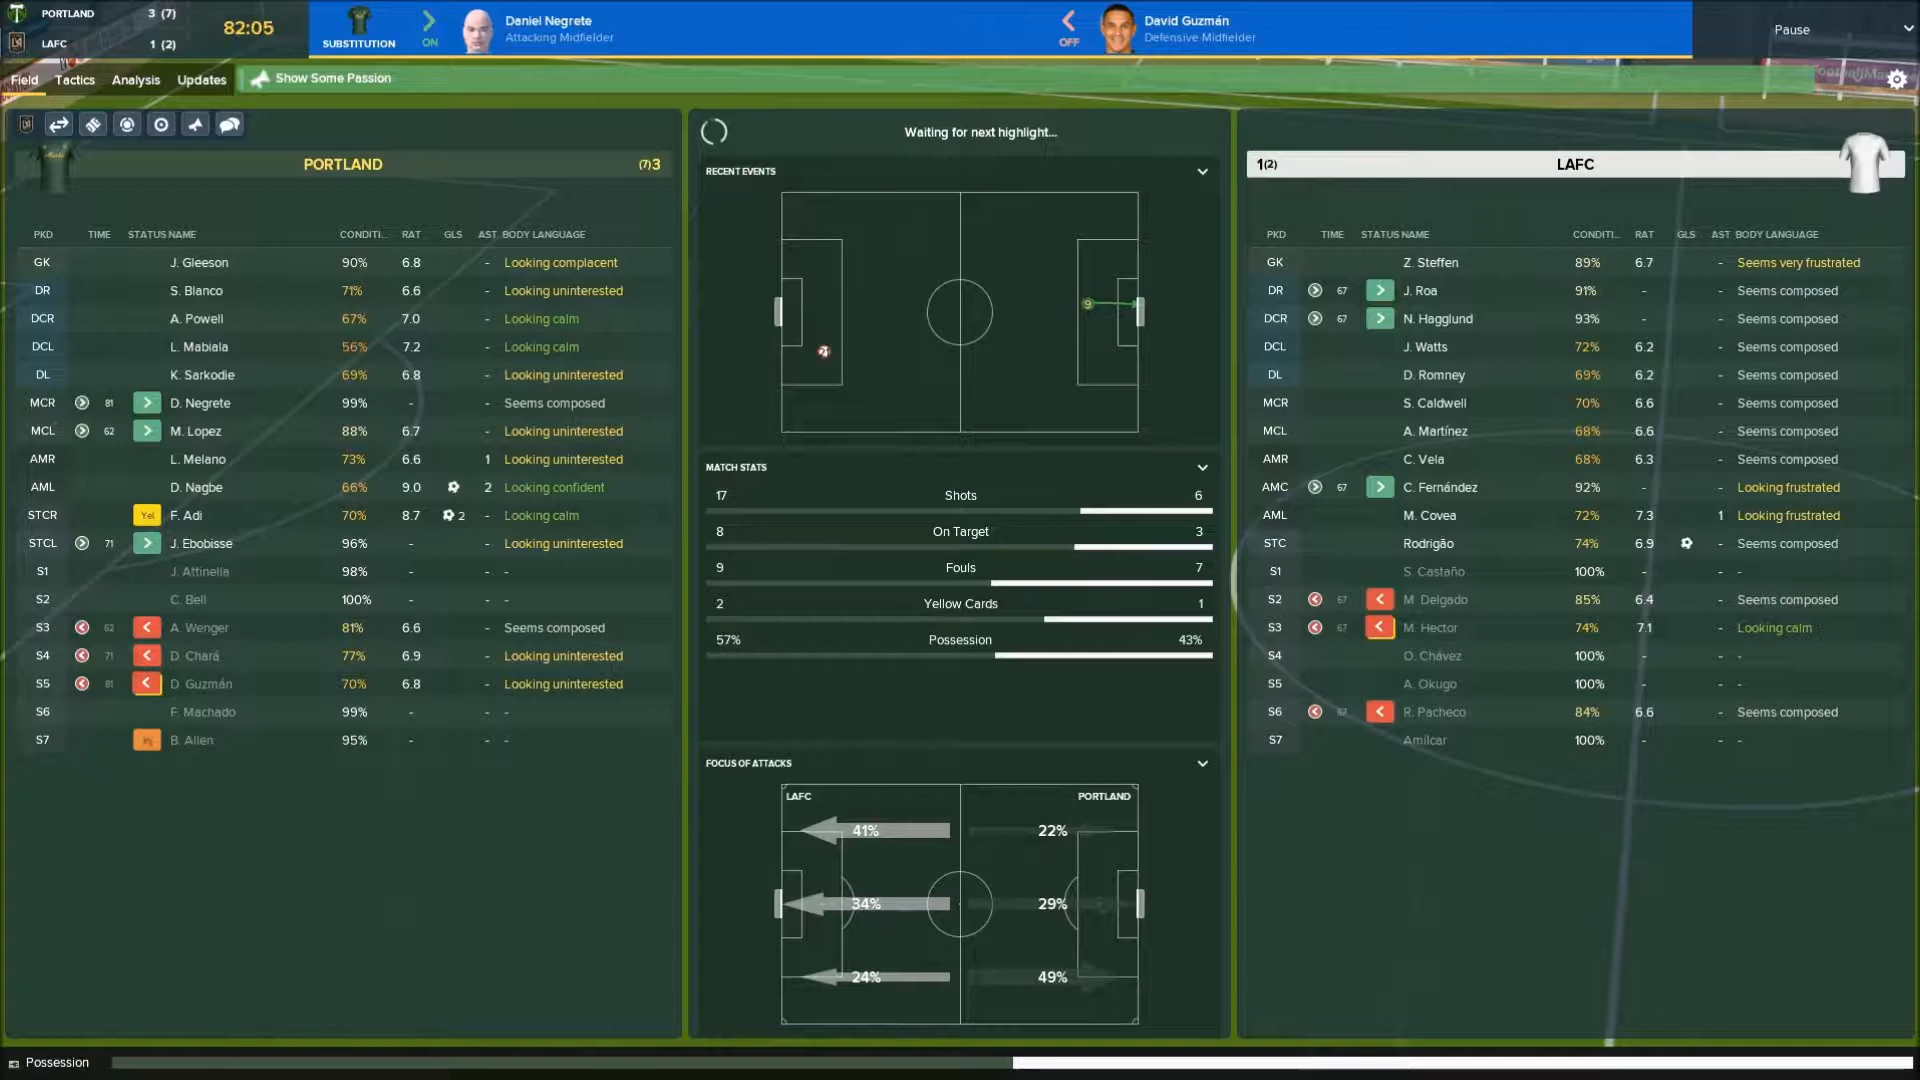 PORTLAND 3 (7)
LAFC 1 (2)
82:05
SUBSTITUTION
ON
Daniel Negrete
Attacking Midfielder
OFF
David Guzmán
Defensive Midfielder
Pause
Field Tactics Analysis Updates
Show Some Passion
PORTLAND (7)3
PKD TIME STATUS NAME CONDITI... RAT GLS AST BODY LANGUAGE
GK J. Gleeson 90% 6.8 - Looking complacent
DR S. Blanco 71% 6.6 - Looking uninterested
DCR A. Powell 67% 7.0 - Looking calm
DCL L. Mabiala 56% 7.2 - Looking calm
DL K. Sarkodie 69% 6.8 - Looking uninterested
MCR 81 D. Negrete 99% - - Seems composed
MCL 62 M. Lopez 88% 6.7 - Looking uninterested
AMR L. Melano 73% 6.6 1 Looking uninterested
AML D. Nagbe 66% 9.0 2 Looking confident
STCR Yel F. Adi 70% 8.7 2 - Looking calm
STCL 71 J. Ebobisse 96% - - Looking uninterested
S1 J. Attinella 98% - - -
S2 C. Bell 100% - - -
S3 62 A. Wenger 81% 6.6 - Seems composed
S4 71 D. Chará 77% 6.9 - Looking uninterested
S5 81 D. Guzmán 70% 6.8 - Looking uninterested
S6 F. Machado 99% - - -
S7 Inj B. Allen 95% - - -
Waiting for next highlight...
RECENT EVENTS
9
MATCH STATS
17 Shots 6
8 On Target 3
9 Fouls 7
2 Yellow Cards 1
57% Possession 43%
FOCUS OF ATTACKS
LAFC PORTLAND
41% 22%
34% 29%
24% 49%
1(2) LAFC
PKD TIME STATUS NAME CONDITI... RAT GLS AST BODY LANGUAGE
GK Z. Steffen 89% 6.7 - Seems very frustrated
DR 67 J. Roa 91% - - Seems composed
DCR 67 N. Hagglund 93% - - Seems composed
DCL J. Watts 72% 6.2 - Seems composed
DL D. Romney 69% 6.2 - Seems composed
MCR S. Caldwell 70% 6.6 - Seems composed
MCL A. Martínez 68% 6.6 - Seems composed
AMR C. Vela 68% 6.3 - Seems composed
AMC 67 C. Fernández 92% - - Looking frustrated
AML M. Covea 72% 7.3 1 Looking frustrated
STC Rodrigão 74% 6.9 - Seems composed
S1 S. Castaño 100% - - -
S2 67 M. Delgado 85% 6.4 - Seems composed
S3 67 M. Hector 74% 7.1 - Looking calm
S4 O. Chávez 100% - - -
S5 A. Okugo 100% - - -
S6 67 R. Pacheco 84% 6.6 - Seems composed
S7 Amílcar 100% - - -
Possession